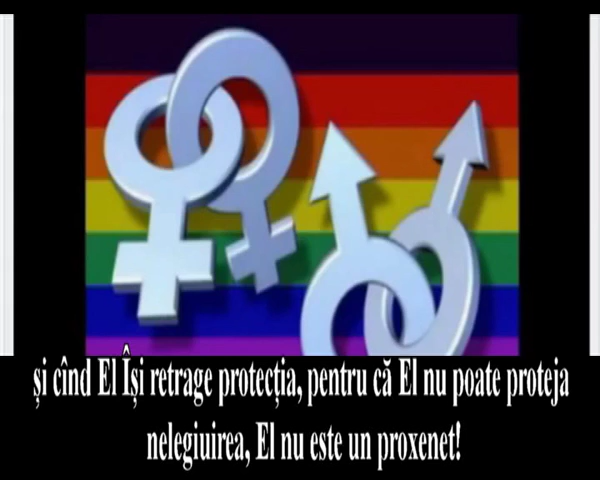 și cînd El Își retrage protecția, pentru că El nu poate proteja
nelegiuirea, El nu este un proxenet!